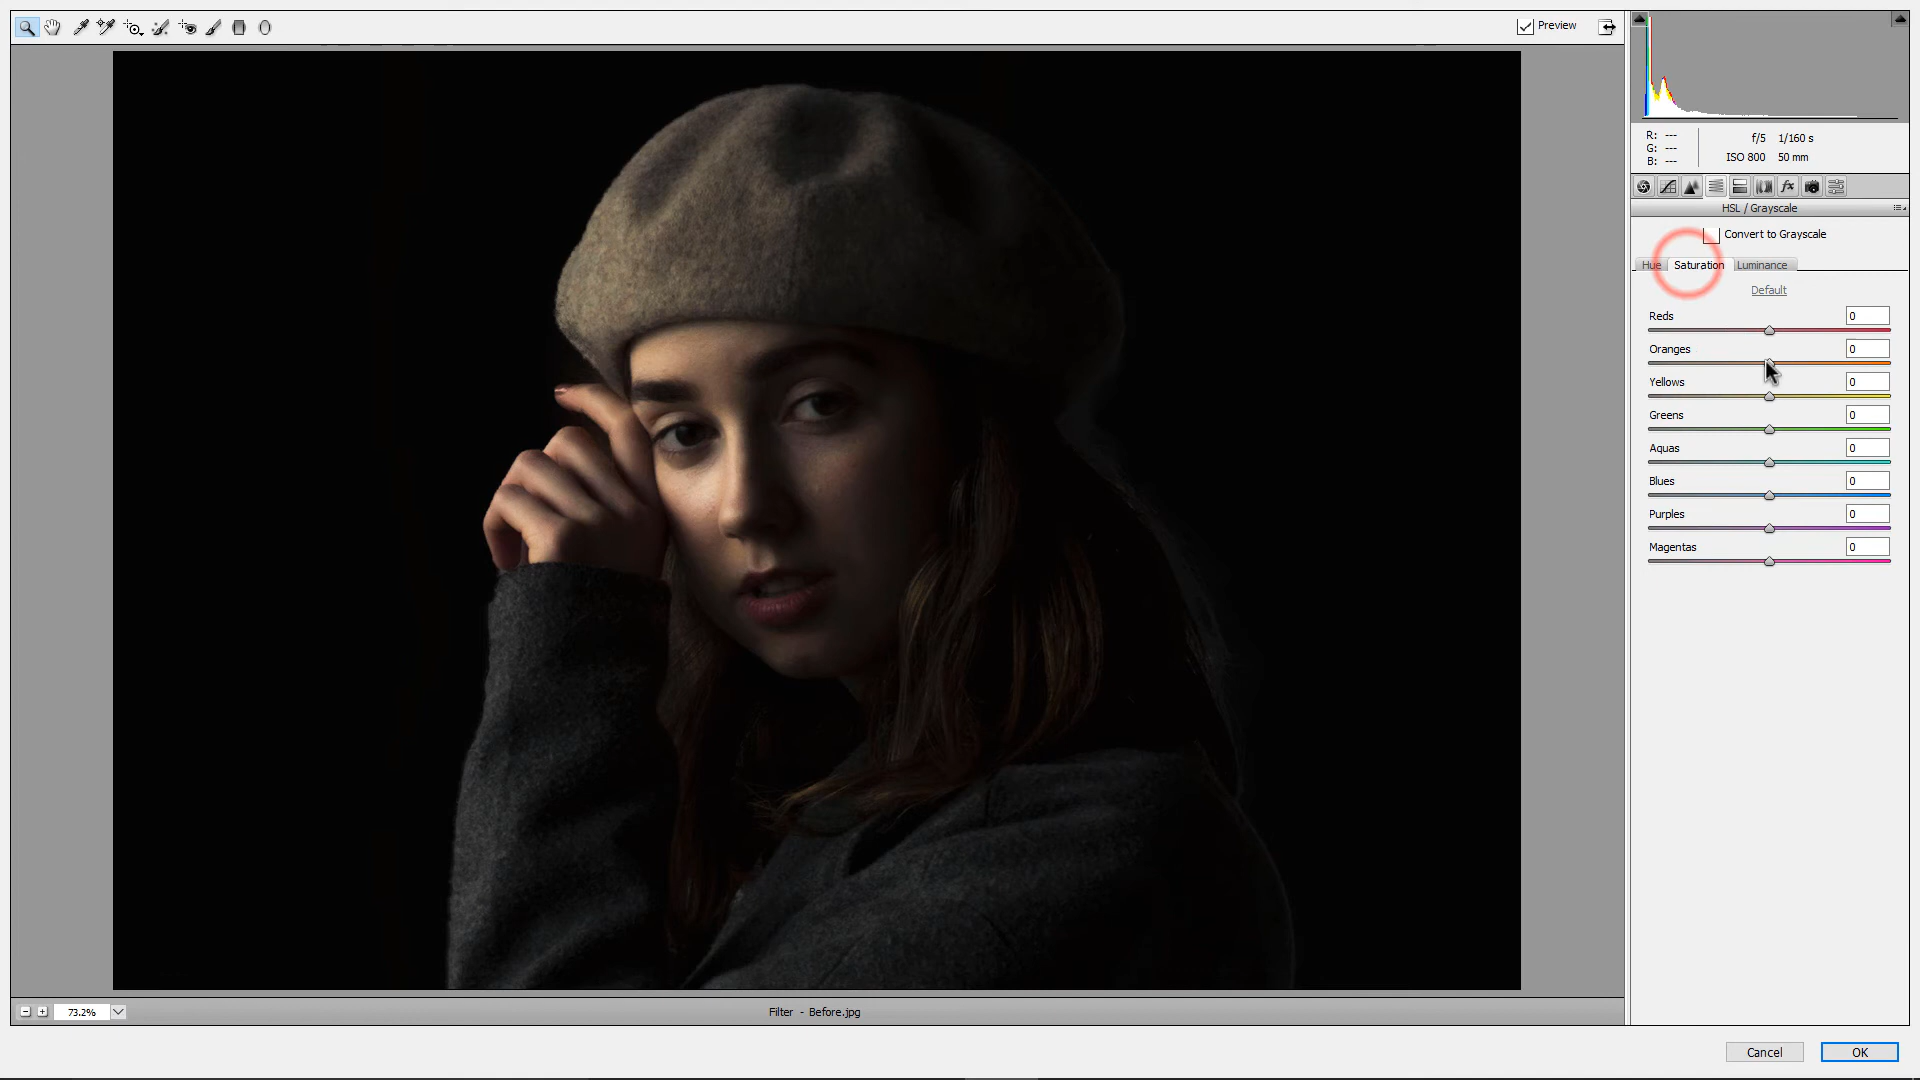 Preview
R: ---
G: ---
B: ---
f/5 1/160 s
ISO 800 50 mm
fx
HSL / Grayscale
Convert to Grayscale
Hue Saturation Luminance
Default
Reds 0
Oranges 0
Yellows 0
Greens 0
Aquas 0
Blues 0
Purples 0
Magentas 0
73.2%
Filter - Before.jpg
Cancel OK